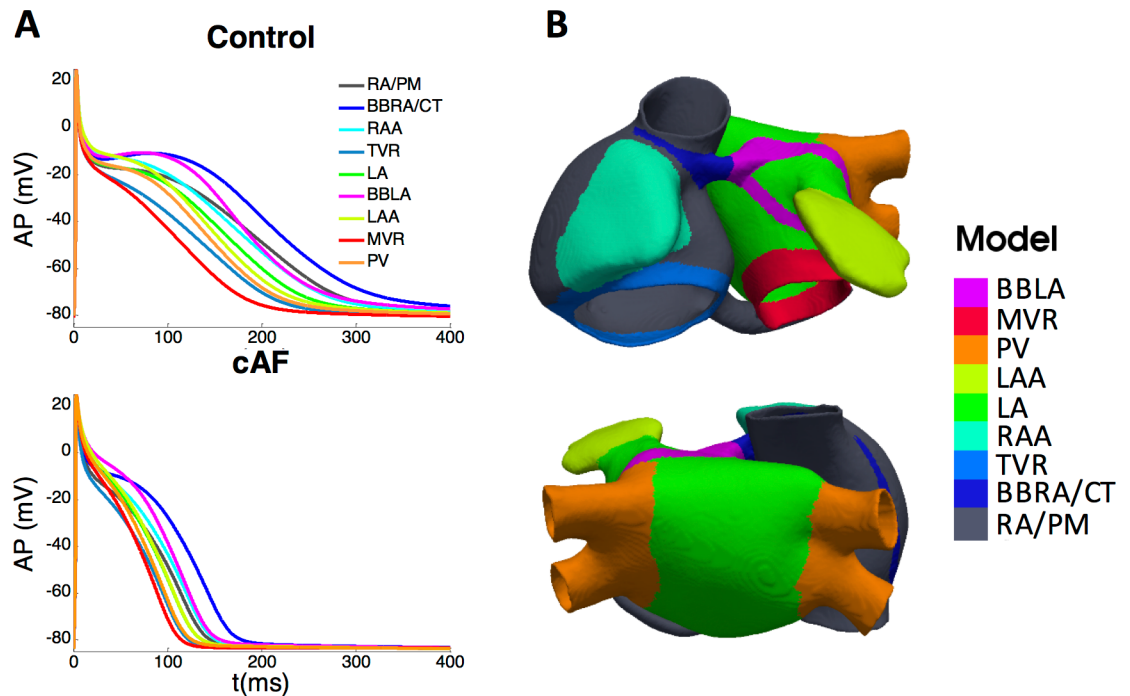 A
Control
AP (mV)
20
0
-20
-40
-60
-80
0
100
200
300
400
RA/PM
BBRA/CT
RAA
TVR
LA
BBLA
LAA
MVR
PV
cAF
AP (mV)
20
0
-20
-40
-60
-80
0
100
200
300
400
t(ms)
B
Model
BBLA
MVR
PV
LAA
LA
RAA
TVR
BBRA/CT
RA/PM